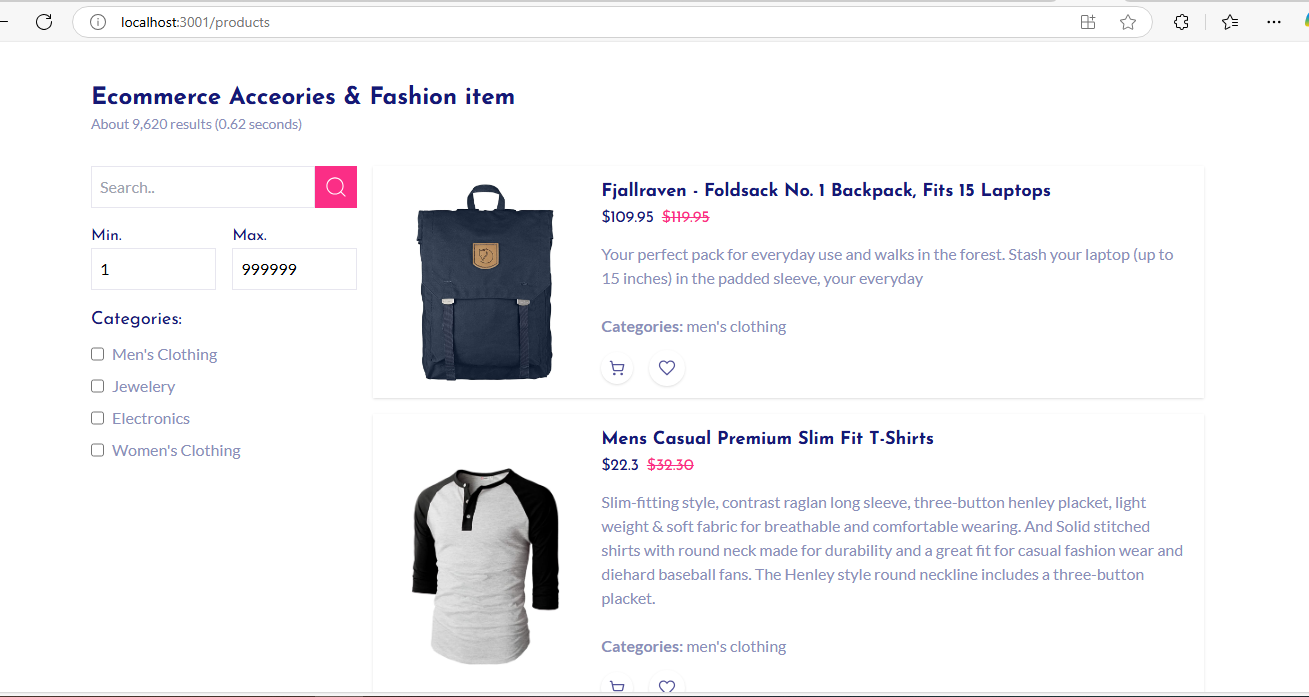 localhost:3001/products
Ecommerce Acceories & Fashion item
About 9,620 results (0.62 seconds)
Search..
Min.
Max.
1
999999
Categories:
Men's Clothing
Jewelery
Electronics
Women's Clothing
Fjallraven - Foldsack No. 1 Backpack, Fits 15 Laptops
$109.95 $119.95
Your perfect pack for everyday use and walks in the forest. Stash your laptop (up to
15 inches) in the padded sleeve, your everyday
Categories: men's clothing
Mens Casual Premium Slim Fit T-Shirts
$22.3 $32.30
Slim-fitting style, contrast raglan long sleeve, three-button henley placket, light
weight & soft fabric for breathable and comfortable wearing. And Solid stitched
shirts with round neck made for durability and a great fit for casual fashion wear and
diehard baseball fans. The Henley style round neckline includes a three-button
placket.
Categories: men's clothing